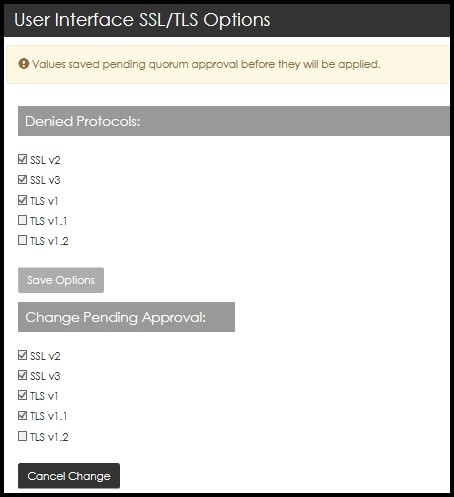 User Interface SSL/TLS Options
Values saved pending quorum approval before they will be applied.
Denied Protocols:
SSL v2
SSL v3
TLS v1
TLS v1.1
TLS v1.2
Save Options
Change Pending Approval:
SSL v2
SSL v3
TLS v1
TLS v1.1
TLS v1.2
Cancel Change